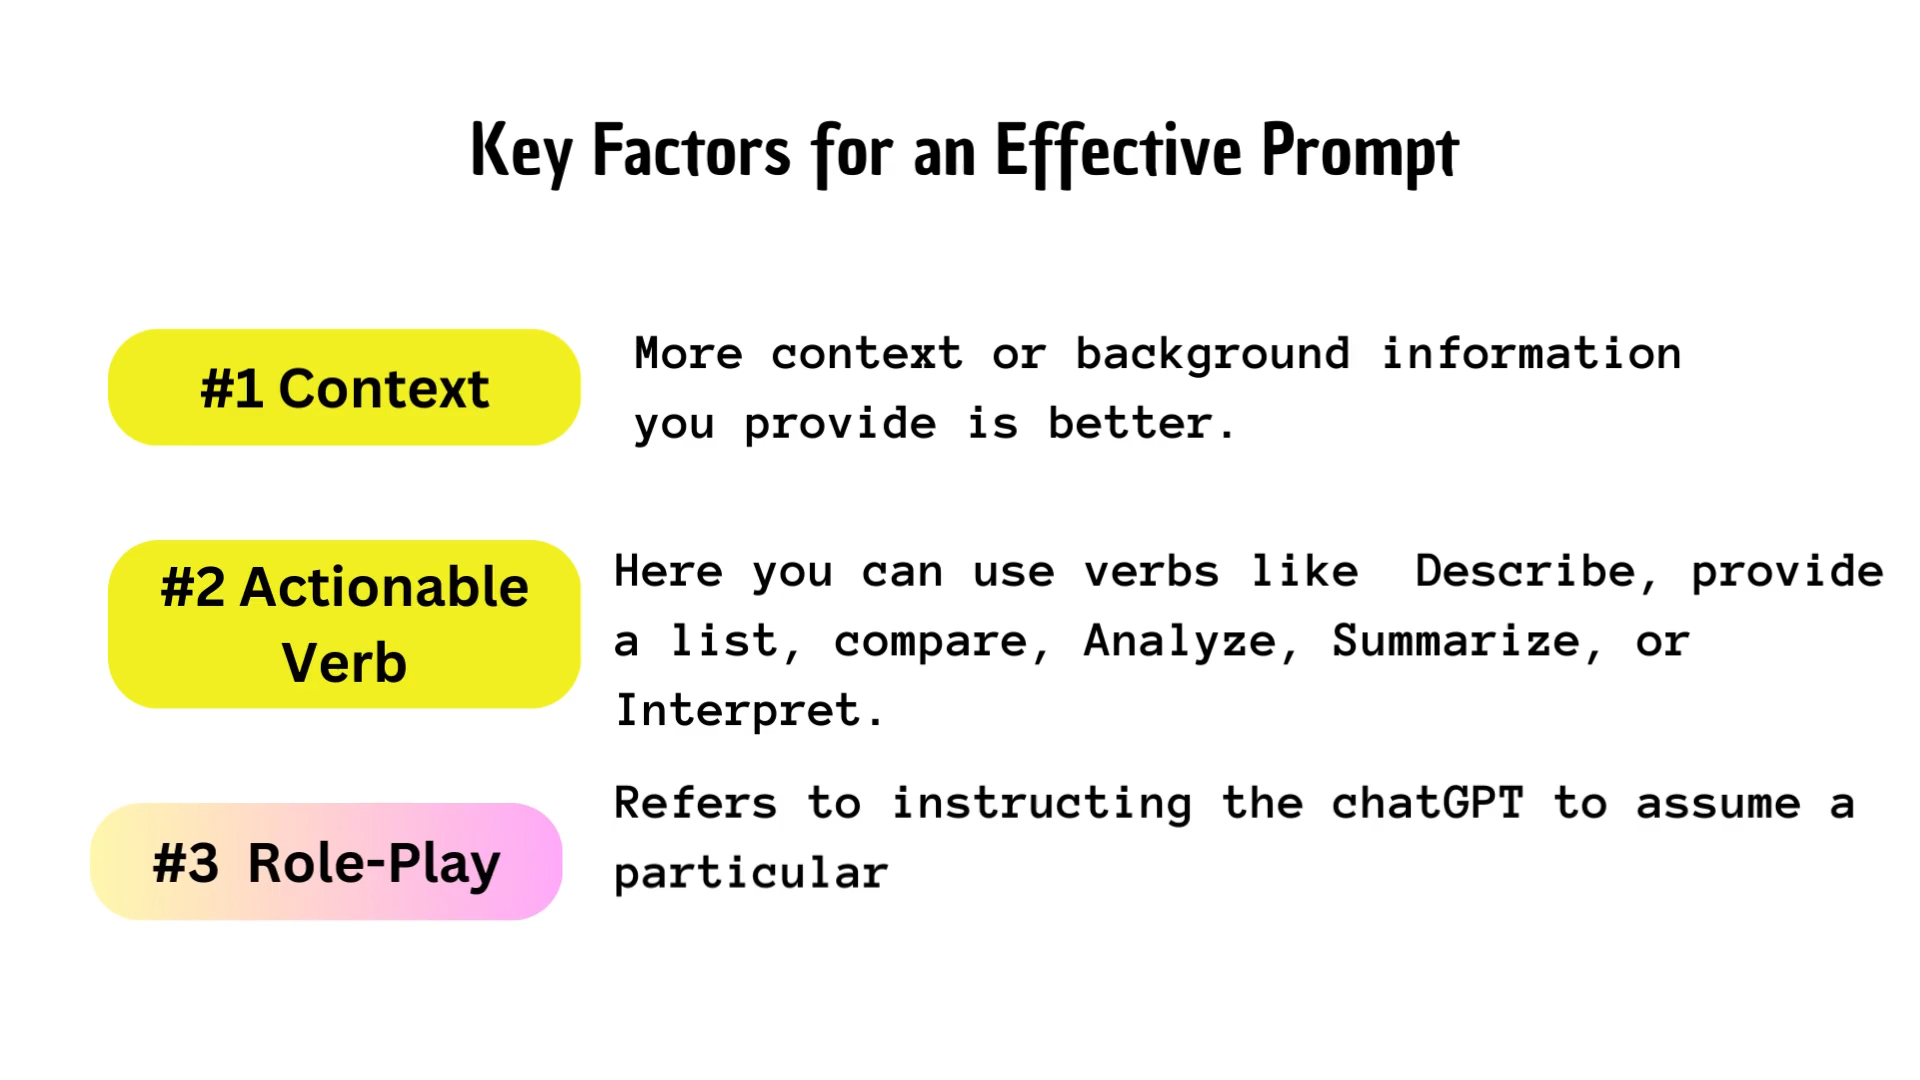 Key Factors for an Effective Prompt
#1 Context
More context or background information
you provide is better.
#2 Actionable
Verb
Here you can use verbs like  Describe, provide
a list, compare, Analyze, Summarize, or
Interpret.
#3  Role-Play
Refers to instructing the chatGPT to assume a
particular